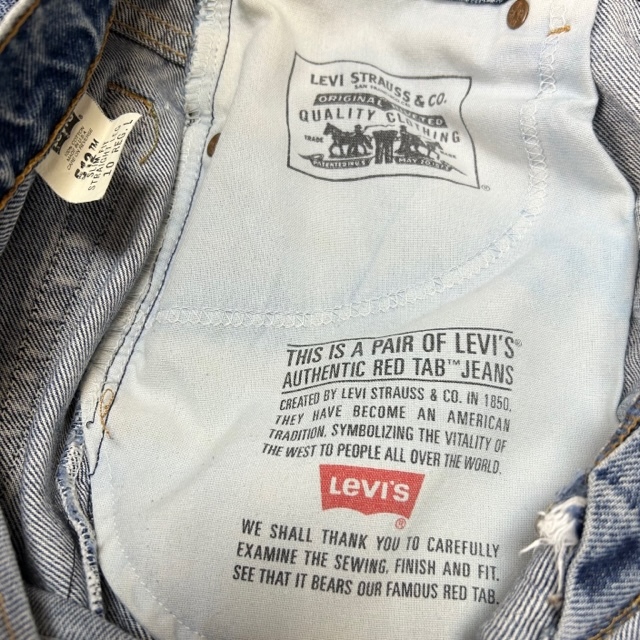 LEVI STRAUSS & CO.
ORIGINAL
QUALITY CLOTHING
TRADE
MAY 20
THIS IS A PAIR OF LEVI'S®
AUTHENTIC RED TAB™ JEANS
CREATED BY LEVI STRAUSS & CO. IN 1850,
THEY HAVE BECOME AN AMERICAN
TRADITION, SYMBOLIZING THE VITALITY OF
THE WEST TO PEOPLE ALL OVER THE WORLD.
LEVI'S
®
WE SHALL THANK YOU TO CAREFULLY
EXAMINE THE SEWING, FINISH AND FIT.
SEE THAT IT BEARS OUR FAMOUS RED TAB.